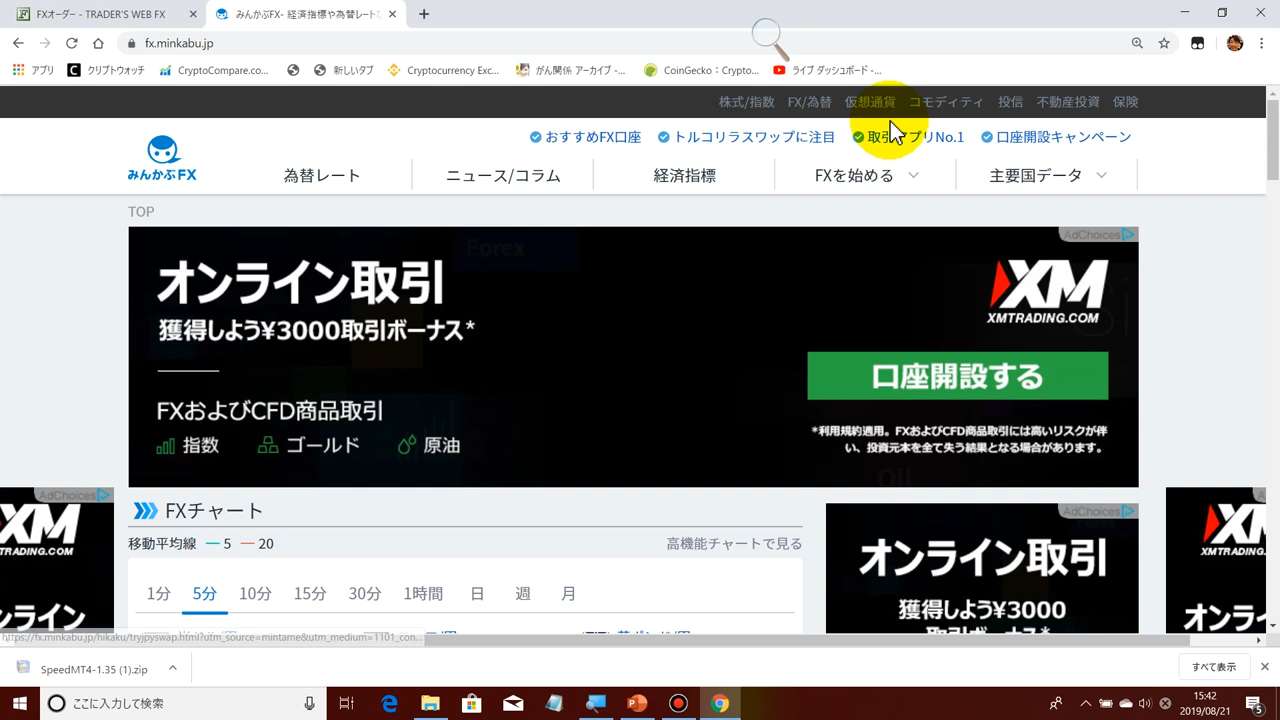 FXオーダー - TRADER'S WEB FX
みんかぶFX- 経済指標や為替レート
fx.minkabu.jp
アプリ
クリプトウォッチ
CryptoCompare.co...
新しいタブ
Cryptocurrency Exc...
がん関係 アーカイブ - ...
CoinGecko : Cryptoc...
ライブ ダッシュボード - ...
株式/指数 FX/為替 仮想通貨 コモディティ 投信 不動産投資 保険
おすすめFX口座 トルコリラスワップに注目 取引アプリNo.1 口座開設キャンペーン
みんかぶFX
為替レート ニュース/コラム 経済指標 FXを始める 主要国データ
TOP
AdChoices
Forex
オンライン取引
獲得しよう¥3000取引ボーナス*
XM
XMTRADING.COM
口座開設する
FXおよびCFD商品取引
指数 ゴールド 原油
*利用規約適用。FXおよびCFD商品取引には高いリスクが伴
い、投資元本を全て失う結果となる場合があります。
Oil
AdChoices
XM
XMTRADING.COM
FXチャート
移動平均線 5 20
高機能チャートで見る
1分 5分 10分 15分 30分 1時間 日 週 月
AdChoices
オンライン取引
獲得しよう¥3000
取引ボーナス*
XM
XMTRADING.COM
https://fx.minkabu.jp/hikaku/tryjpyswap.html?utm_source=mintame&utm_medium=1101_con...
SpeedMT4-1.35 (1).zip
すべて表示
ここに入力して検索
15:42
2019/08/21
5